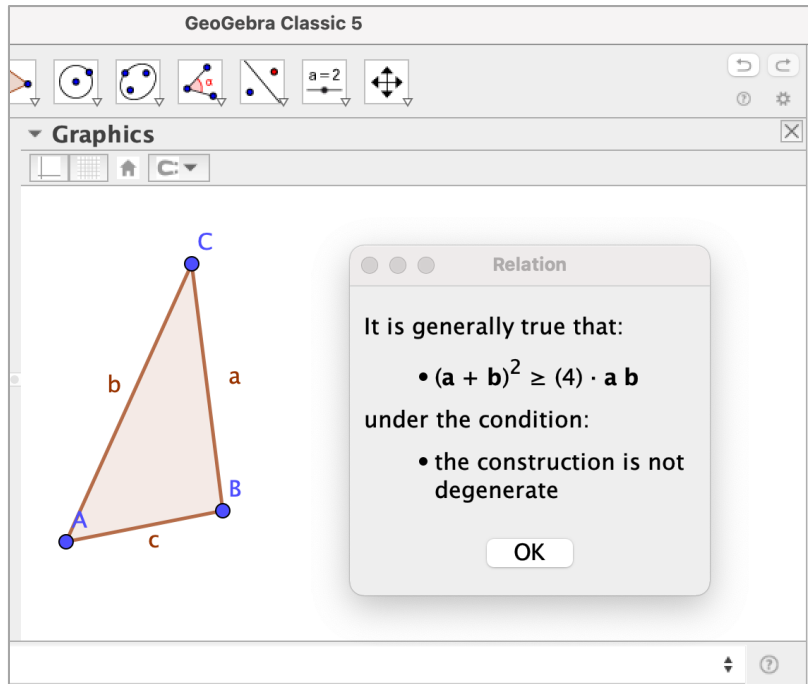 GeoGebra Classic 5
α
a=2
Graphics
C
b
a
A
B
c
Relation
It is generally true that:
• (a + b)² ≥ (4) · a b
under the condition:
• the construction is not
degenerate
OK